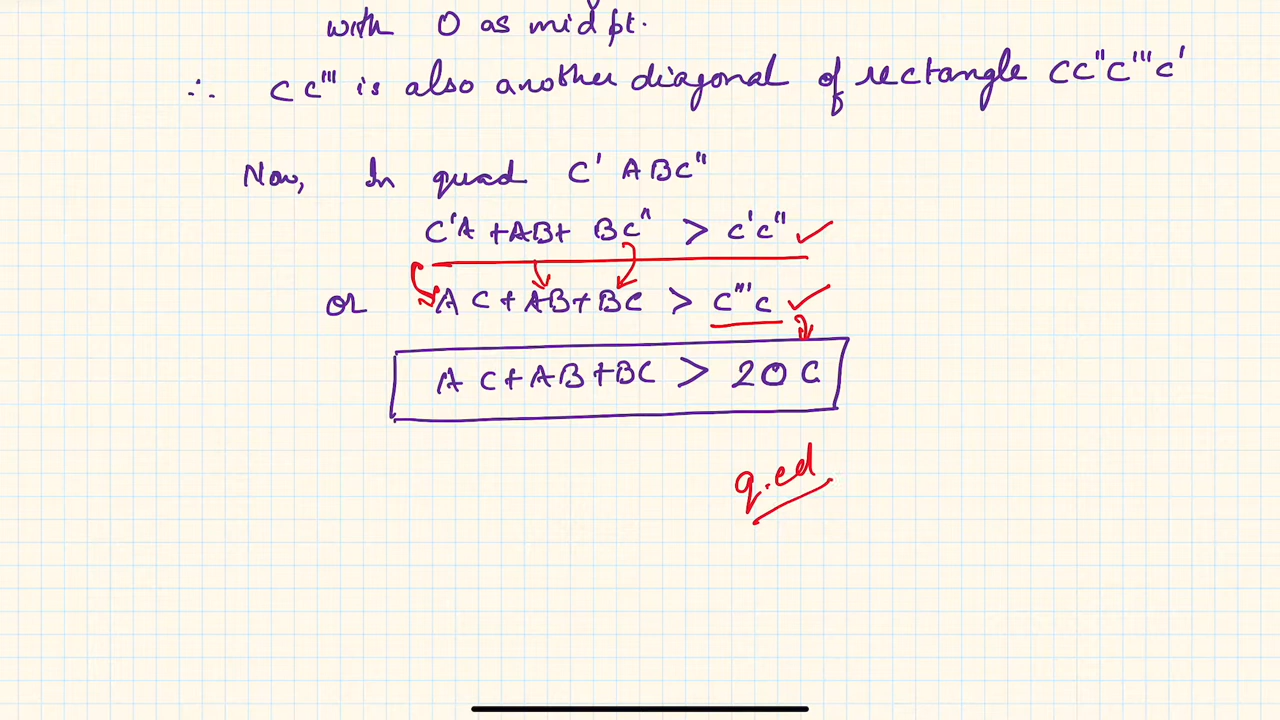 with O as mid pt.
∴ CC''' is also another diagonal of rectangle CC''C'''C'
Now, In quad C'ABC''
C'A + AB + BC'' > C'C'' ✓
or AC + AB + BC > C'''C ✓
AC + AB + BC > 2OC
q.ed